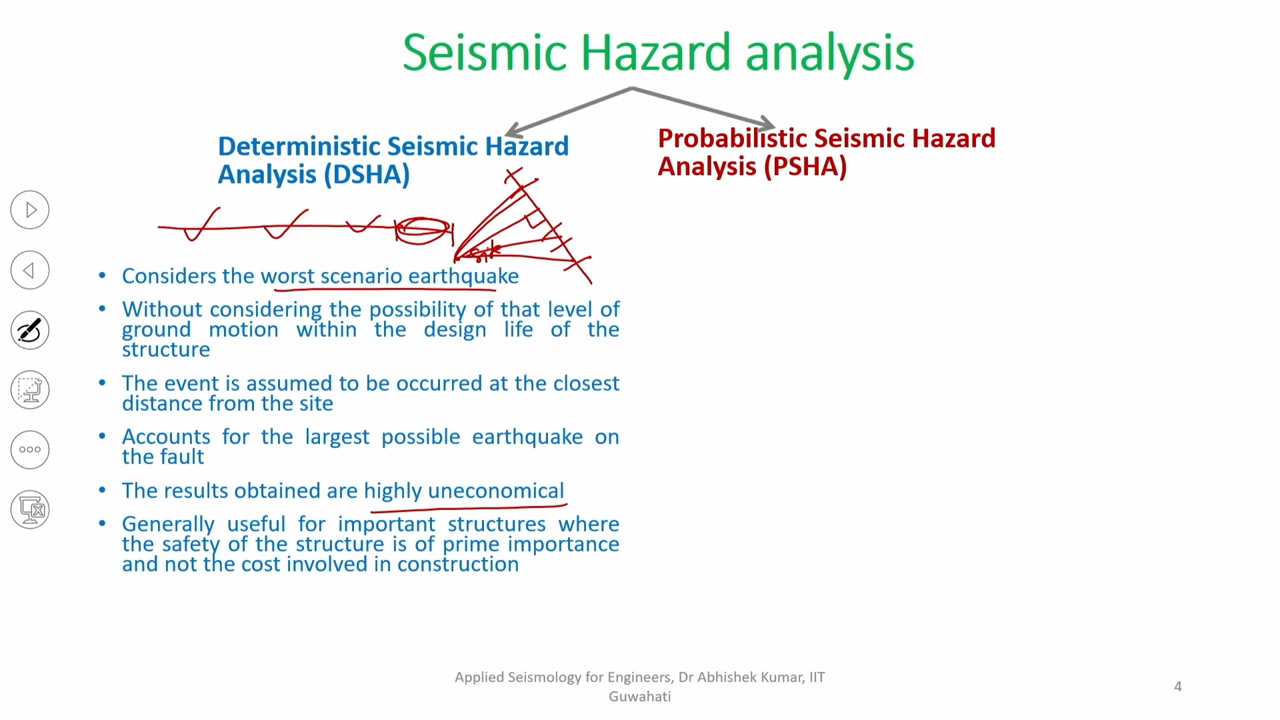 Seismic Hazard analysis
Deterministic Seismic Hazard
Analysis (DSHA)
Probabilistic Seismic Hazard
Analysis (PSHA)
site
• Considers the worst scenario earthquake
• Without considering the possibility of that level of
ground motion within the design life of the
structure
• The event is assumed to be occurred at the closest
distance from the site
• Accounts for the largest possible earthquake on
the fault
• The results obtained are highly uneconomical
• Generally useful for important structures where
the safety of the structure is of prime importance
and not the cost involved in construction
Applied Seismology for Engineers, Dr Abhishek Kumar, IIT
Guwahati
4